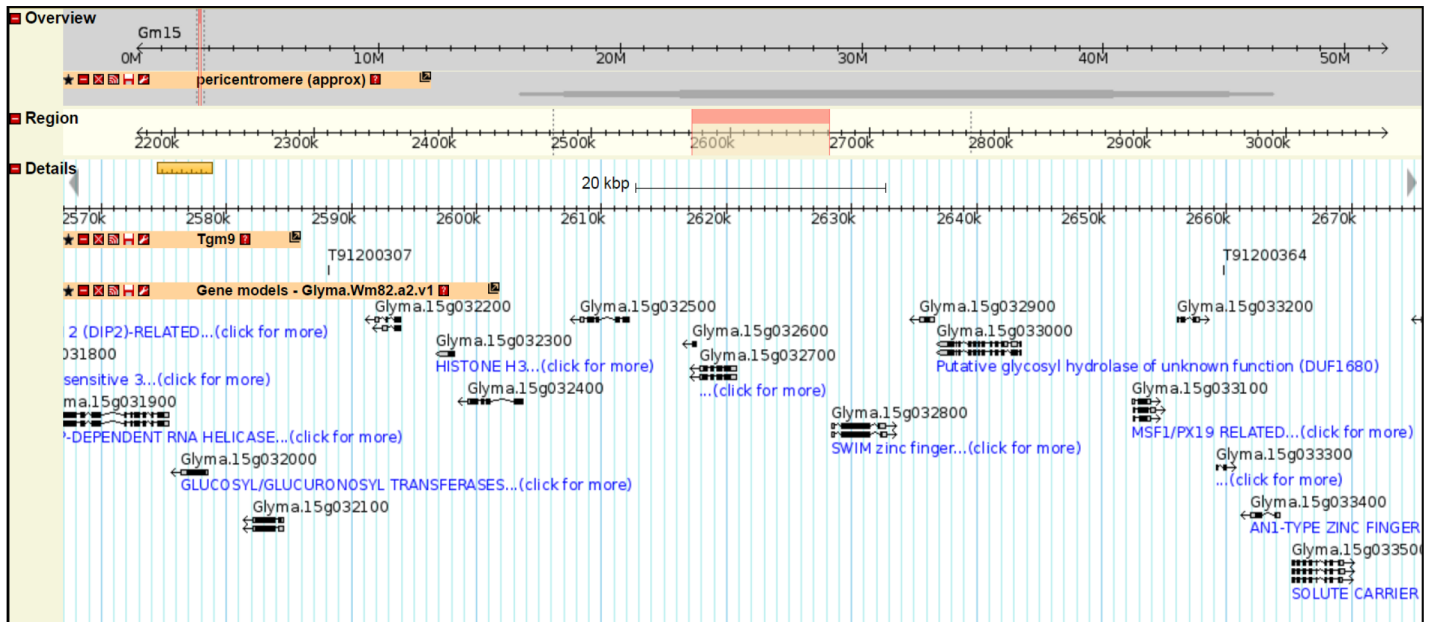 Overview
Gm15
0M 10M 20M 30M 40M 50M
pericentromere (approx) ?
Region
2200k 2300k 2400k 2500k 2600k 2700k 2800k 2900k 3000k
Details
20 kbp
2570k 2580k 2590k 2600k 2610k 2620k 2630k 2640k 2650k 2660k 2670k
Tgm9 ?
T91200307 T91200364
Gene models - Glyma.Wm82.a2.v1 ?
Glyma.15g032200 Glyma.15g032500 Glyma.15g032900 Glyma.15g033200
2 (DIP2)-RELATED...(click for more) Glyma.15g032300 Glyma.15g032600 Glyma.15g033000
031800 HISTONE H3...(click for more) Glyma.15g032700 Putative glycosyl hydrolase of unknown function (DUF1680)
sensitive 3...(click for more) Glyma.15g032400 ...(click for more) Glyma.15g033100
ma.15g031900 Glyma.15g032800
P-DEPENDENT RNA HELICASE...(click for more) SWIM zinc finger...(click for more) MSF1/PX19 RELATED...(click for more)
Glyma.15g032000 Glyma.15g033300
GLUCOSYL/GLUCURONOSYL TRANSFERASES...(click for more) ...(click for more)
Glyma.15g032100 Glyma.15g033400
AN1-TYPE ZINC FINGER
Glyma.15g033500
SOLUTE CARRIER